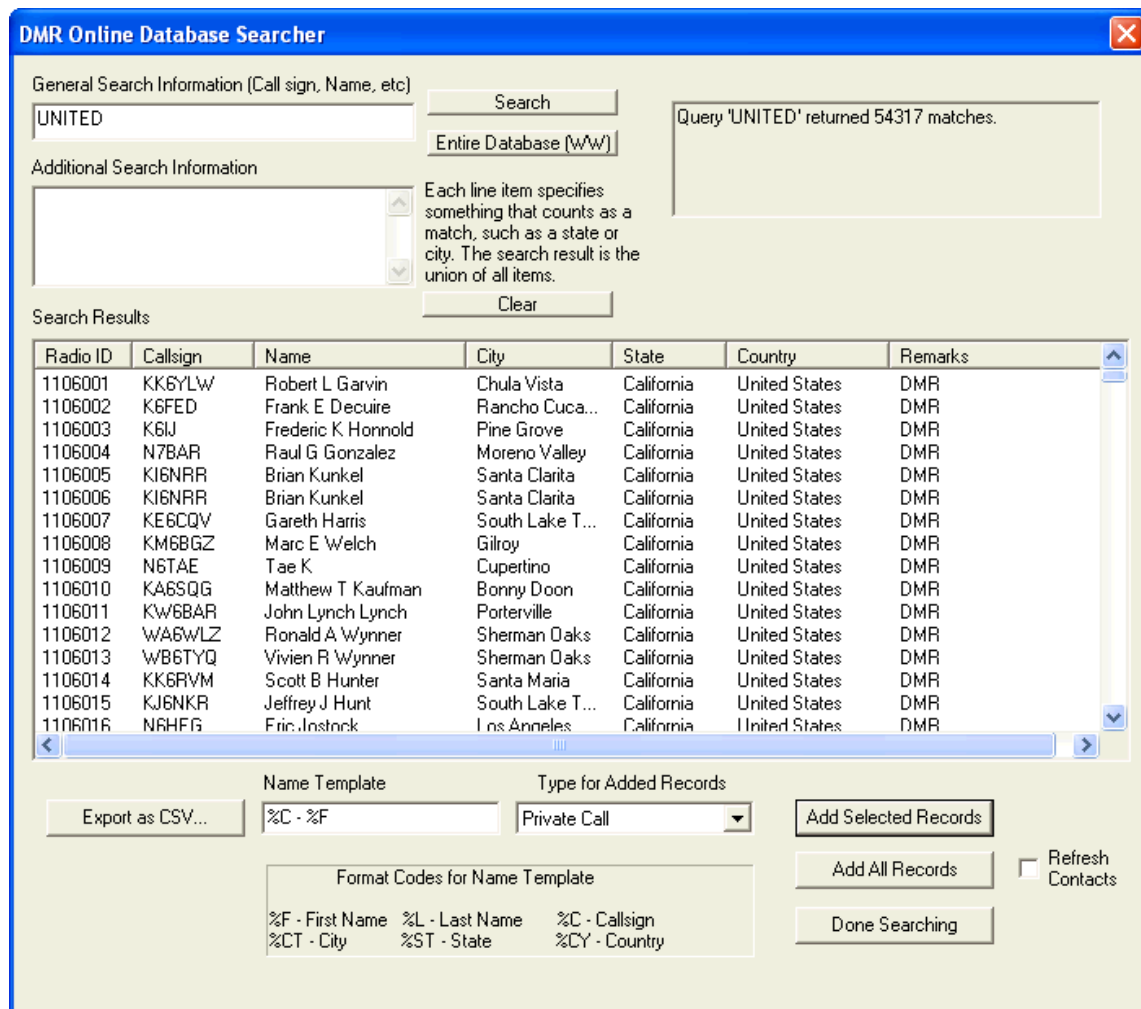 DMR Online Database Searcher
General Search Information (Call sign, Name, etc)
UNITED
Search
Entire Database (WW)
Query 'UNITED' returned 54317 matches.
Additional Search Information
Each line item specifies
something that counts as a
match, such as a state or
city. The search result is the
union of all items.
Clear
Search Results
Radio ID Callsign Name City State Country Remarks
1106001 KK6YLW Robert L Garvin Chula Vista California United States DMR
1106002 K6FED Frank E Decuire Rancho Cuca... California United States DMR
1106003 K6IJ Frederic K Honnold Pine Grove California United States DMR
1106004 N7BAR Raul G Gonzalez Moreno Valley California United States DMR
1106005 KI6NRR Brian Kunkel Santa Clarita California United States DMR
1106006 KI6NRR Brian Kunkel Santa Clarita California United States DMR
1106007 KE6CQV Gareth Harris South Lake T... California United States DMR
1106008 KM6BGZ Marc E Welch Gilroy California United States DMR
1106009 N6TAE Tae K Cupertino California United States DMR
1106010 KA6SQG Matthew T Kaufman Bonny Doon California United States DMR
1106011 KW6BAR John Lynch Lynch Porterville California United States DMR
1106012 WA6WLZ Ronald A Wynner Sherman Oaks California United States DMR
1106013 WB6TYQ Vivien R Wynner Sherman Oaks California United States DMR
1106014 KK6RVM Scott B Hunter Santa Maria California United States DMR
1106015 KJ6NKR Jeffrey J Hunt South Lake T... California United States DMR
1106016 N6HFG Eric Jostock Los Angeles California United States DMR
Name Template
Type for Added Records
Export as CSV...
%C - %F
Private Call
Add Selected Records
Format Codes for Name Template
%F - First Name %L - Last Name %C - Callsign
%CT - City %ST - State %CY - Country
Add All Records
Refresh
Contacts
Done Searching